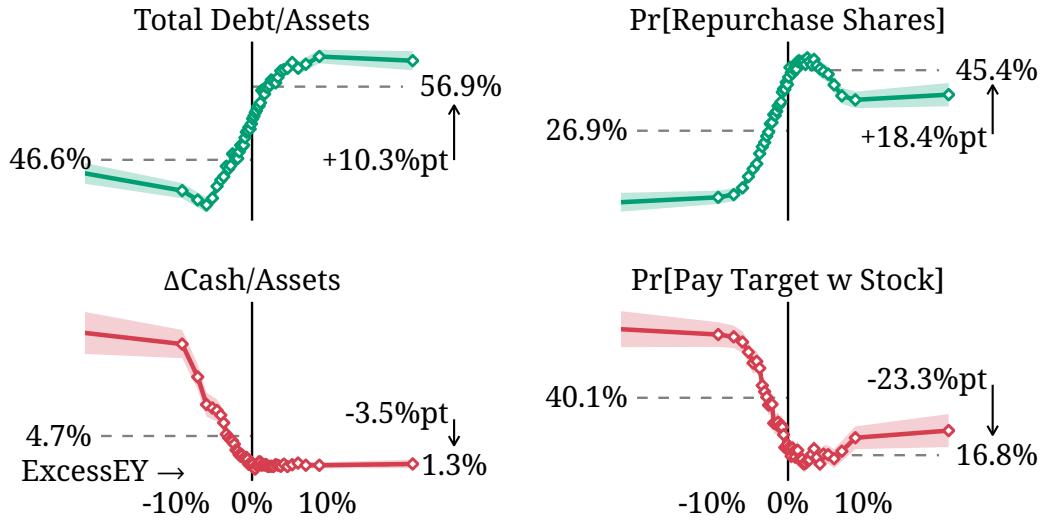 Total Debt/Assets
56.9%
46.6%
+10.3%pt
Pr[Repurchase Shares]
45.4%
26.9%
+18.4%pt
ΔCash/Assets
-3.5%pt
4.7%
1.3%
ExcessEY →
-10% 0% 10%
Pr[Pay Target w Stock]
-23.3%pt
40.1%
16.8%
-10% 0% 10%